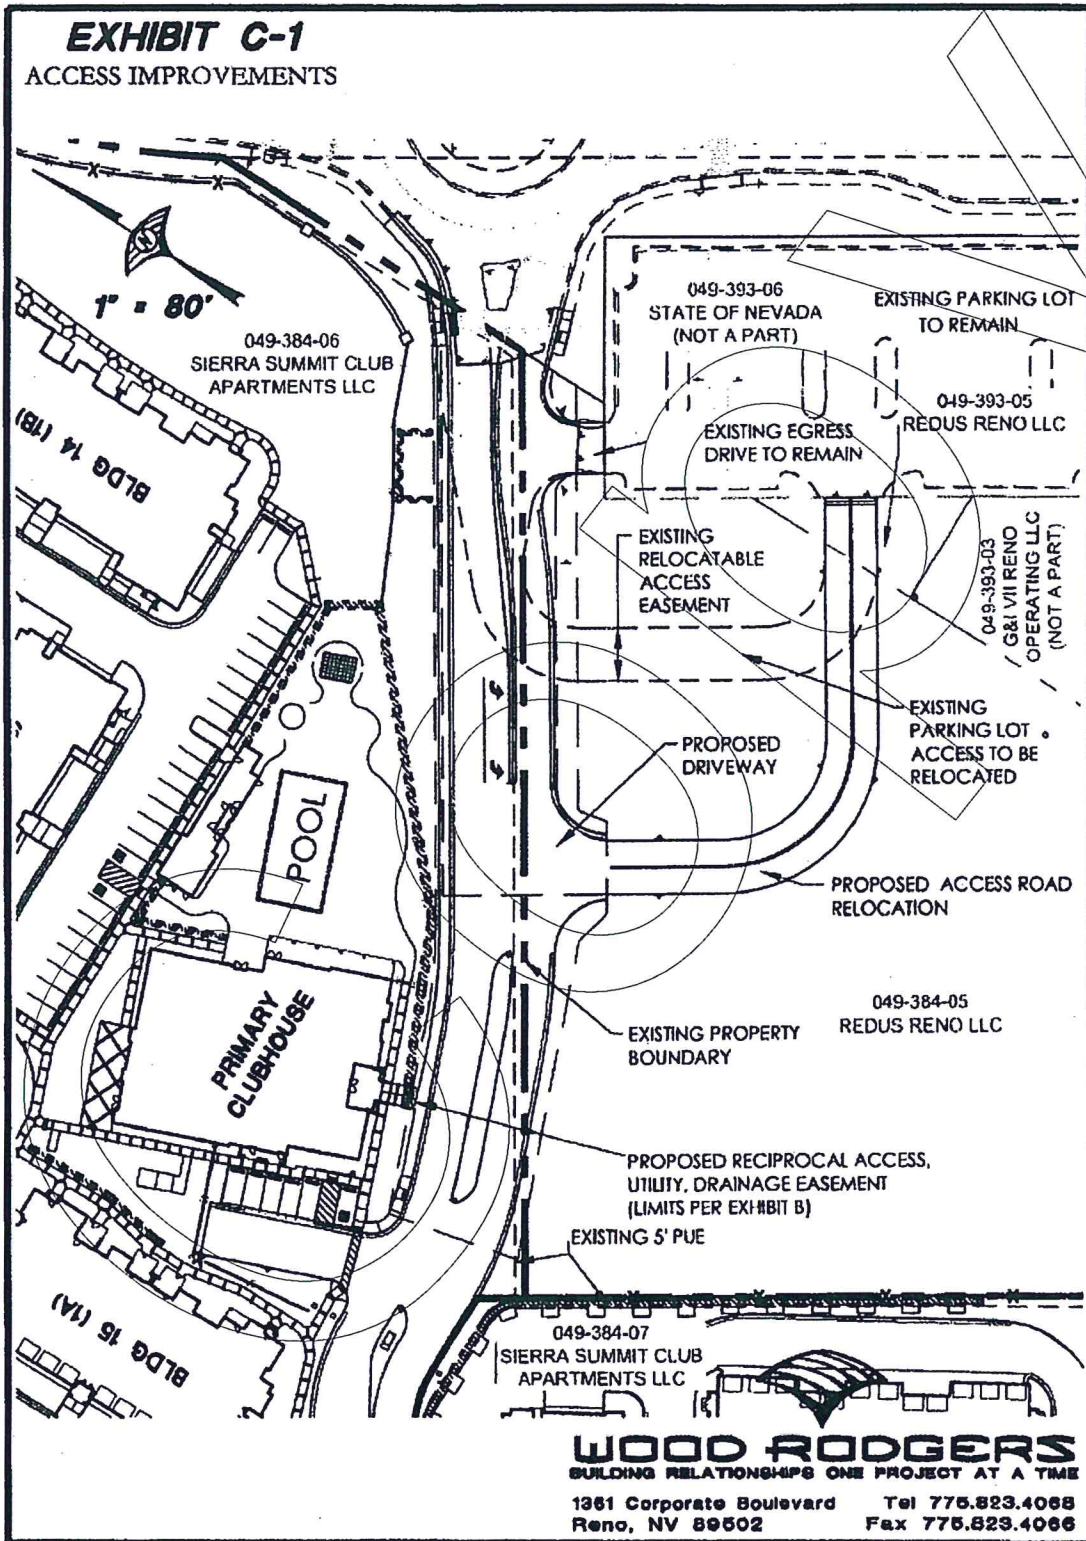 EXHIBIT C-1
ACCESS IMPROVEMENTS
N
1" = 80'
049-384-06
SIERRA SUMMIT CLUB
APARTMENTS LLC
049-393-06
STATE OF NEVADA
(NOT A PART)
EXISTING PARKING LOT
TO REMAIN
049-393-05
REDUS RENO LLC
BLDG 14 (1B)
EXISTING EGRESS
DRIVE TO REMAIN
EXISTING
RELOCATABLE
ACCESS
EASEMENT
049-393-03
G&I VII RENO
OPERATING LLC
(NOT A PART)
EXISTING
PARKING LOT
ACCESS TO BE
RELOCATED
PROPOSED
DRIVEWAY
POOL
PROPOSED ACCESS ROAD
RELOCATION
PRIMARY
CLUBHOUSE
049-384-05
REDUS RENO LLC
EXISTING PROPERTY
BOUNDARY
PROPOSED RECIPROCAL ACCESS,
UTILITY, DRAINAGE EASEMENT
(LIMITS PER EXHIBIT B)
EXISTING 5' PUE
BLDG 15 (1A)
049-384-07
SIERRA SUMMIT CLUB
APARTMENTS LLC
WOOD RODGERS
BUILDING RELATIONSHIPS ONE PROJECT AT A TIME
1361 Corporate Boulevard Tel 775.823.4068
Reno, NV 89502 Fax 775.823.4066